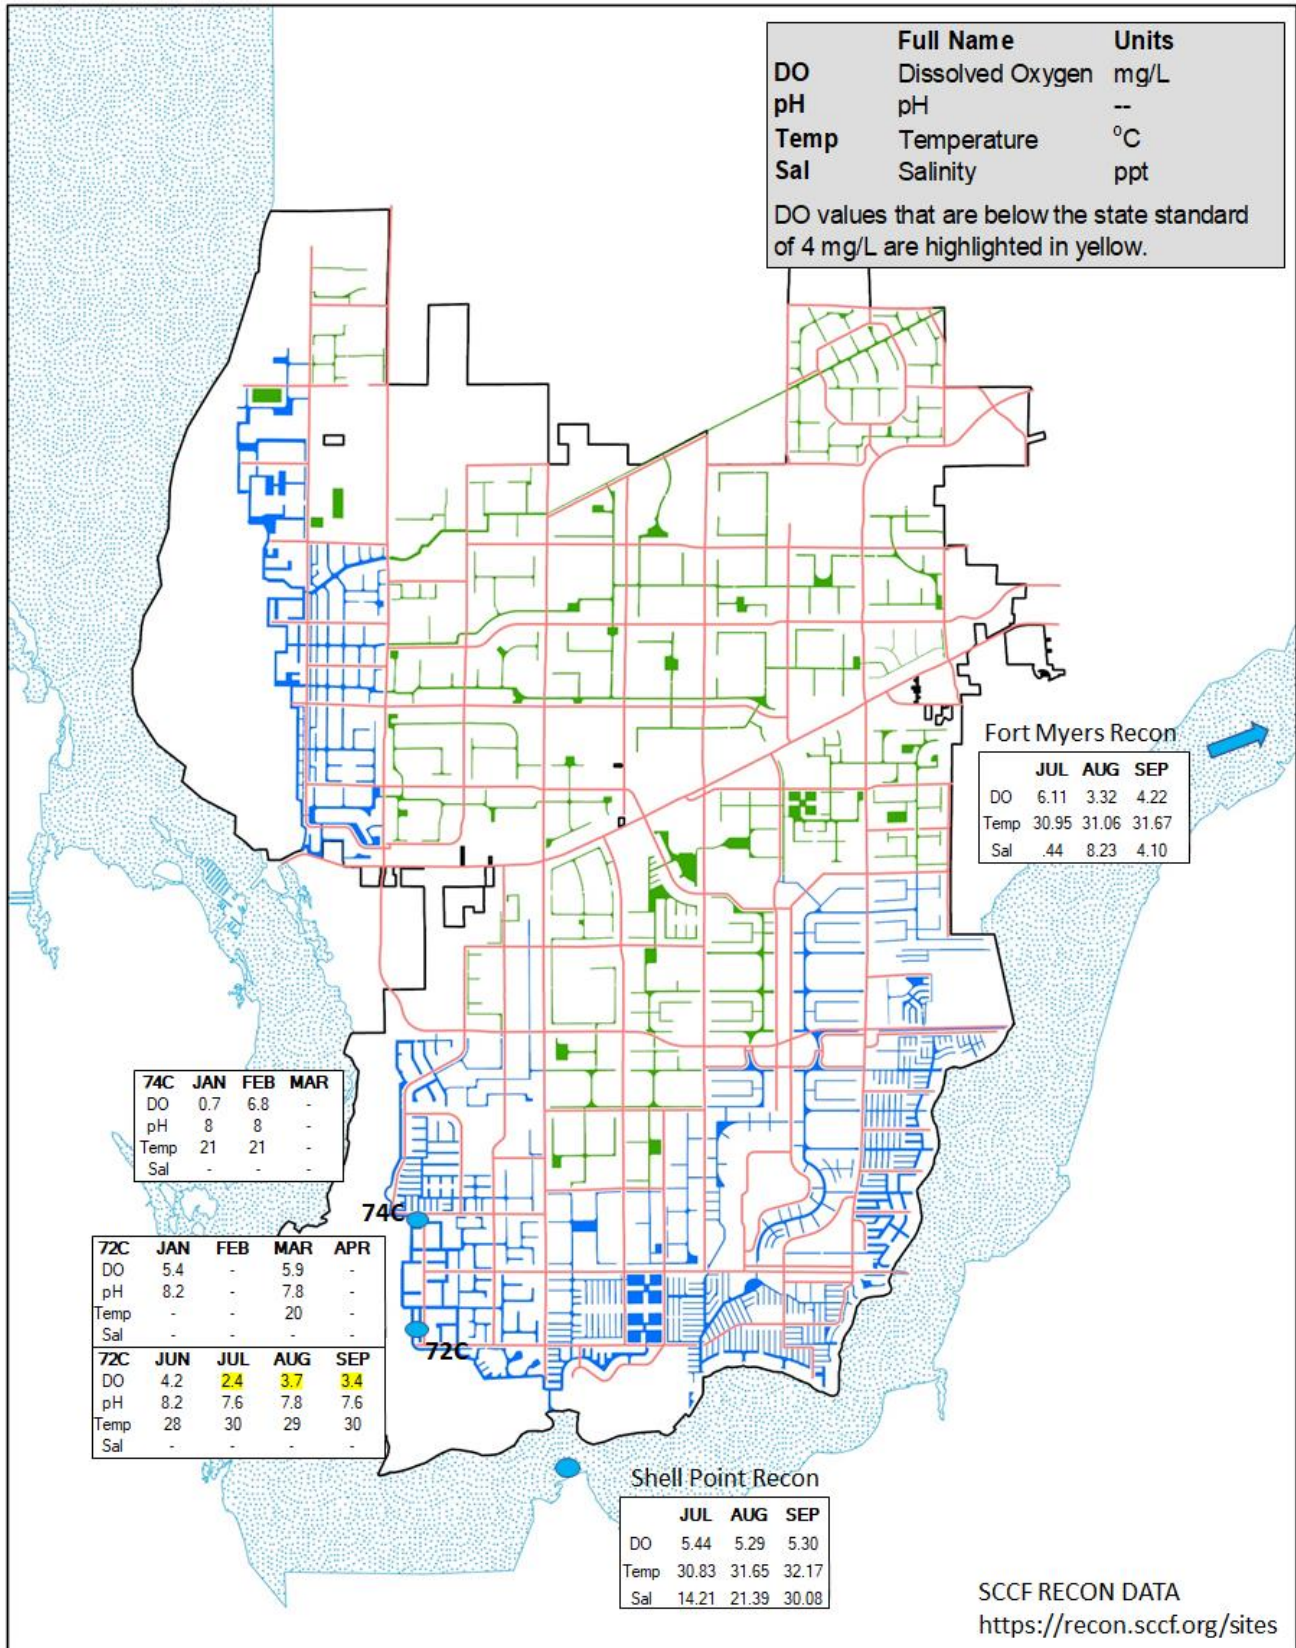 Full Name Units
DO Dissolved Oxygen mg/L
pH pH --
Temp Temperature °C
Sal Salinity ppt
DO values that are below the state standard
of 4 mg/L are highlighted in yellow.
Fort Myers Recon
JUL AUG SEP
DO 6.11 3.32 4.22
Temp 30.95 31.06 31.67
Sal .44 8.23 4.10
74C JAN FEB MAR
DO 0.7 6.8 -
pH 8 8 -
Temp 21 21 -
Sal - - -
74C
72C JAN FEB MAR APR
DO 5.4 - 5.9 -
pH 8.2 - 7.8 -
Temp - - 20 -
Sal - - - -
72C JUN JUL AUG SEP
DO 4.2 2.4 3.7 3.4
pH 8.2 7.6 7.8 7.6
Temp 28 30 29 30
Sal - - - -
72C
Shell Point Recon
JUL AUG SEP
DO 5.44 5.29 5.30
Temp 30.83 31.65 32.17
Sal 14.21 21.39 30.08
SCCF RECON DATA
https://recon.sccf.org/sites